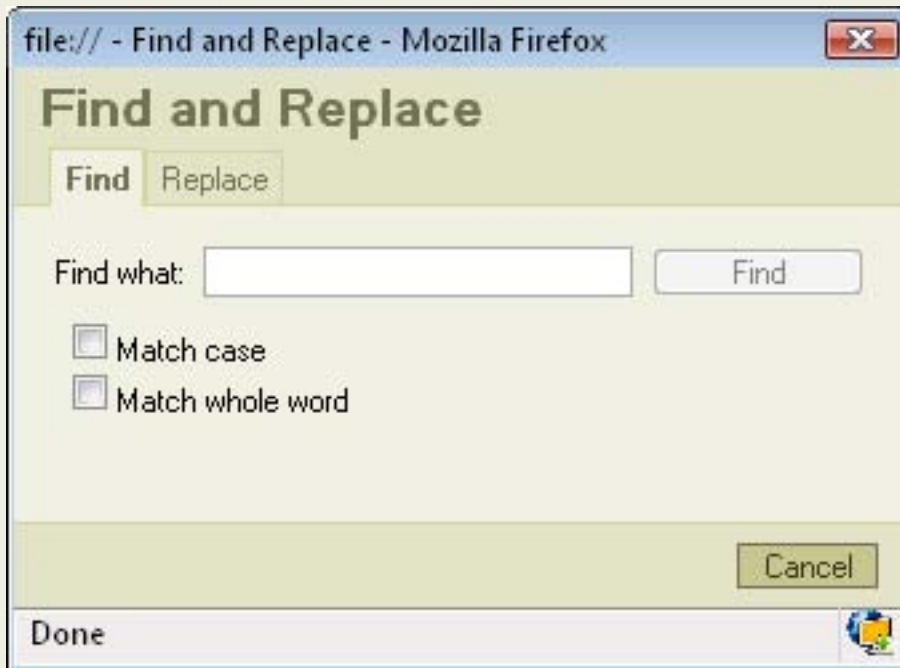 file:// - Find and Replace - Mozilla Firefox
Find and Replace
Find Replace
Find what: Find
Match case
Match whole word
Cancel
Done